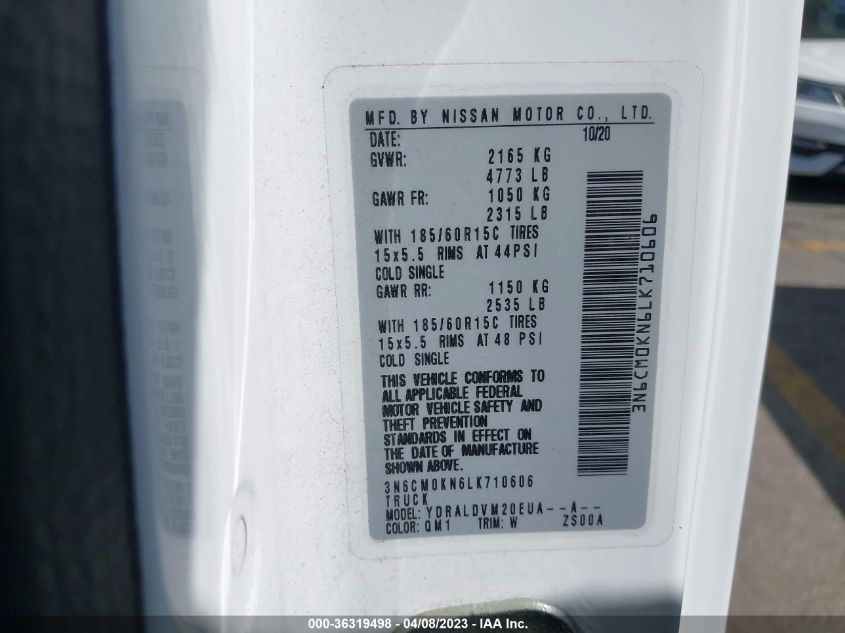 MFD. BY NISSAN MOTOR CO., LTD.
DATE: 10/20
GVWR: 2165 KG
4773 LB
GAWR FR: 1050 KG
2315 LB
WITH 185/60R15C TIRES
15x5.5 RIMS AT 44PSI
COLD SINGLE
GAWR RR: 1150 KG
2535 LB
WITH 185/60R15C TIRES
15x5.5 RIMS AT 48 PSI
COLD SINGLE
THIS VEHICLE CONFORMS TO
ALL APPLICABLE FEDERAL
MOTOR VEHICLE SAFETY AND
THEFT PREVENTION
STANDARDS IN EFFECT ON
THE DATE OF MANUFACTURE
SHOWN ABOVE.
3N6CM0KN6LK710606
TRUCK
MODEL: YDRALDVM20EUA--A--
COLOR: QM1 TRIM: W ZS00A
3N6CM0KN6LK710606
000-36319498 - 04/08/2023 - IAA Inc.